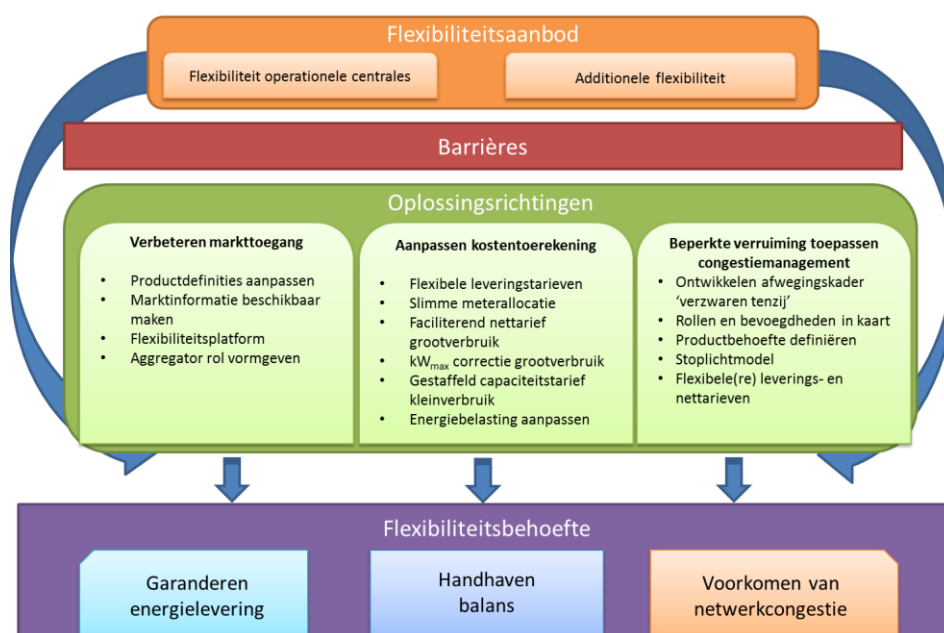 Flexibiliteitsaanbod
Flexibiliteit operationele centrales
Additionele flexibiliteit
Barrières
Oplossingsrichtingen
Verbeteren markttoegang
• Productdefinities aanpassen
• Marktinformatie beschikbaar
maken
• Flexibiliteitsplatform
• Aggregator rol vormgeven
Aanpassen kostentoerekening
• Flexibele leveringstarieven
• Slimme meterallocatie
• Faciliterend nettarief
grootverbruik
• kWmax correctie grootverbruik
• Gestaffeld capaciteitstarief
kleinverbruik
• Energiebelasting aanpassen
Beperkte verruiming toepassen
congestiemanagement
• Ontwikkelen afwegingskader
‘verzwaren tenzij’
• Rollen en bevoegdheden in kaart
• Productbehoefte definiëren
• Stoplichtmodel
• Flexibele(re) leverings- en
nettarieven
Flexibiliteitsbehoefte
Garanderen
energielevering
Handhaven
balans
Voorkomen van
netwerkcongestie